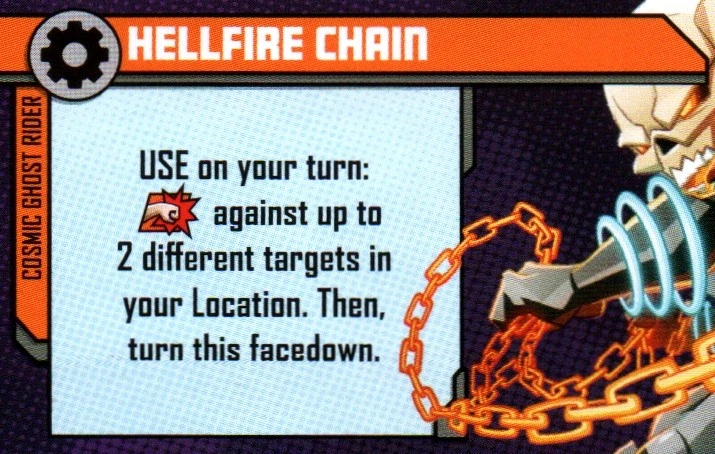 HELLFIRE CHAIN
COSMIC GHOST RIDER
USE on your turn:
against up to
2 different targets in
your Location. Then,
turn this facedown.